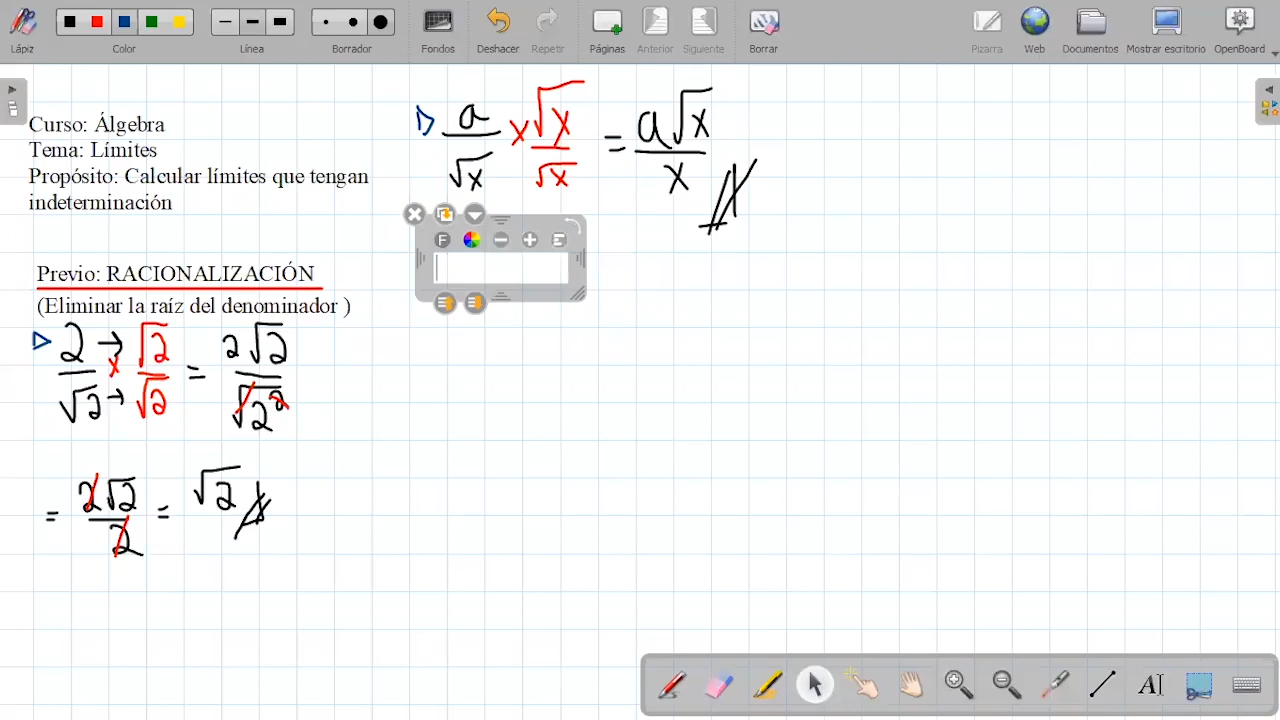 Lápiz
Color
Línea
Borrador
Fondos
Deshacer
Repetir
Páginas
Anterior
Siguiente
Borrar
Pizarra
Web
Documentos
Mostrar escritorio
OpenBoard
Curso: Álgebra
Tema: Límites
Propósito: Calcular límites que tengan
indeterminación
Previo: RACIONALIZACIÓN
(Eliminar la raíz del denominador )
2/√2 → x → √2/√2 = 2√2/√2²
= 2√2/2 = √2
a/√x x √x/√x = a√x/x
F
A